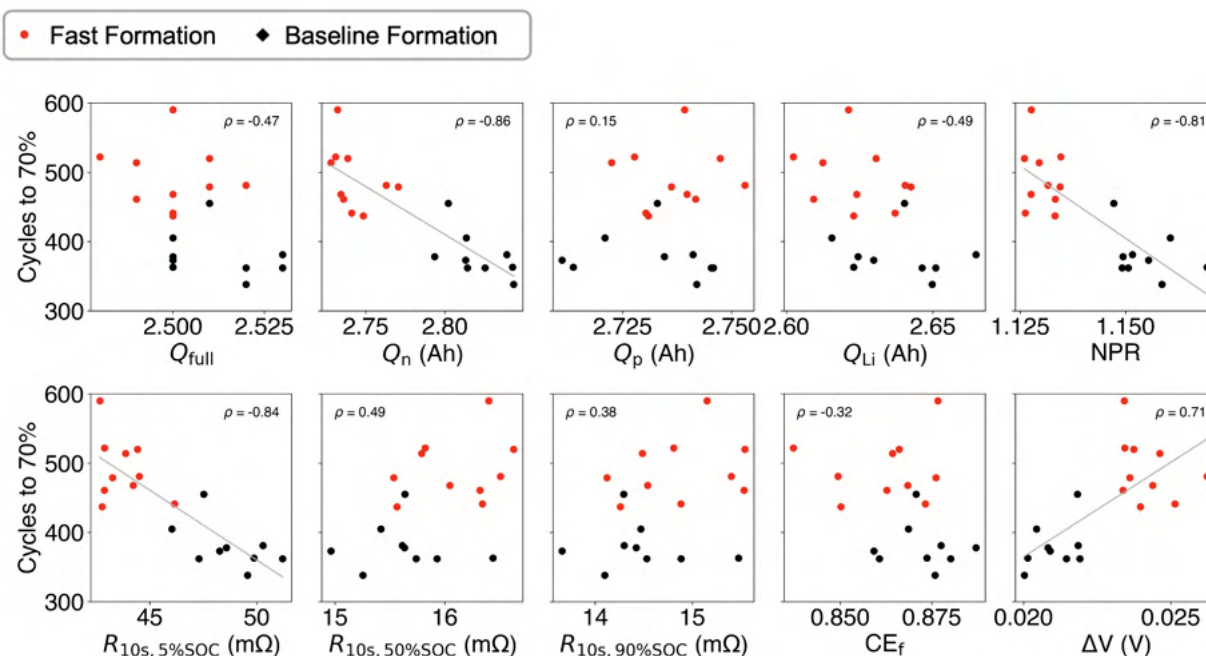 Fast Formation Baseline Formation
600 500 400 300
Cycles to 70%
ρ = -0.47 ρ = -0.86 ρ = 0.15 ρ = -0.49 ρ = -0.81
2.500 2.525 2.75 2.80 2.725 2.750 2.60 2.65 1.125 1.150
Q_full Q_n (Ah) Q_p (Ah) Q_Li (Ah) NPR
600 500 400 300
Cycles to 70%
ρ = -0.84 ρ = 0.49 ρ = 0.38 ρ = -0.32 ρ = 0.71
45 50 15 16 14 15 0.850 0.875 0.020 0.025
R_10s, 5%SOC (mΩ) R_10s, 50%SOC (mΩ) R_10s, 90%SOC (mΩ) CE_f ΔV (V)